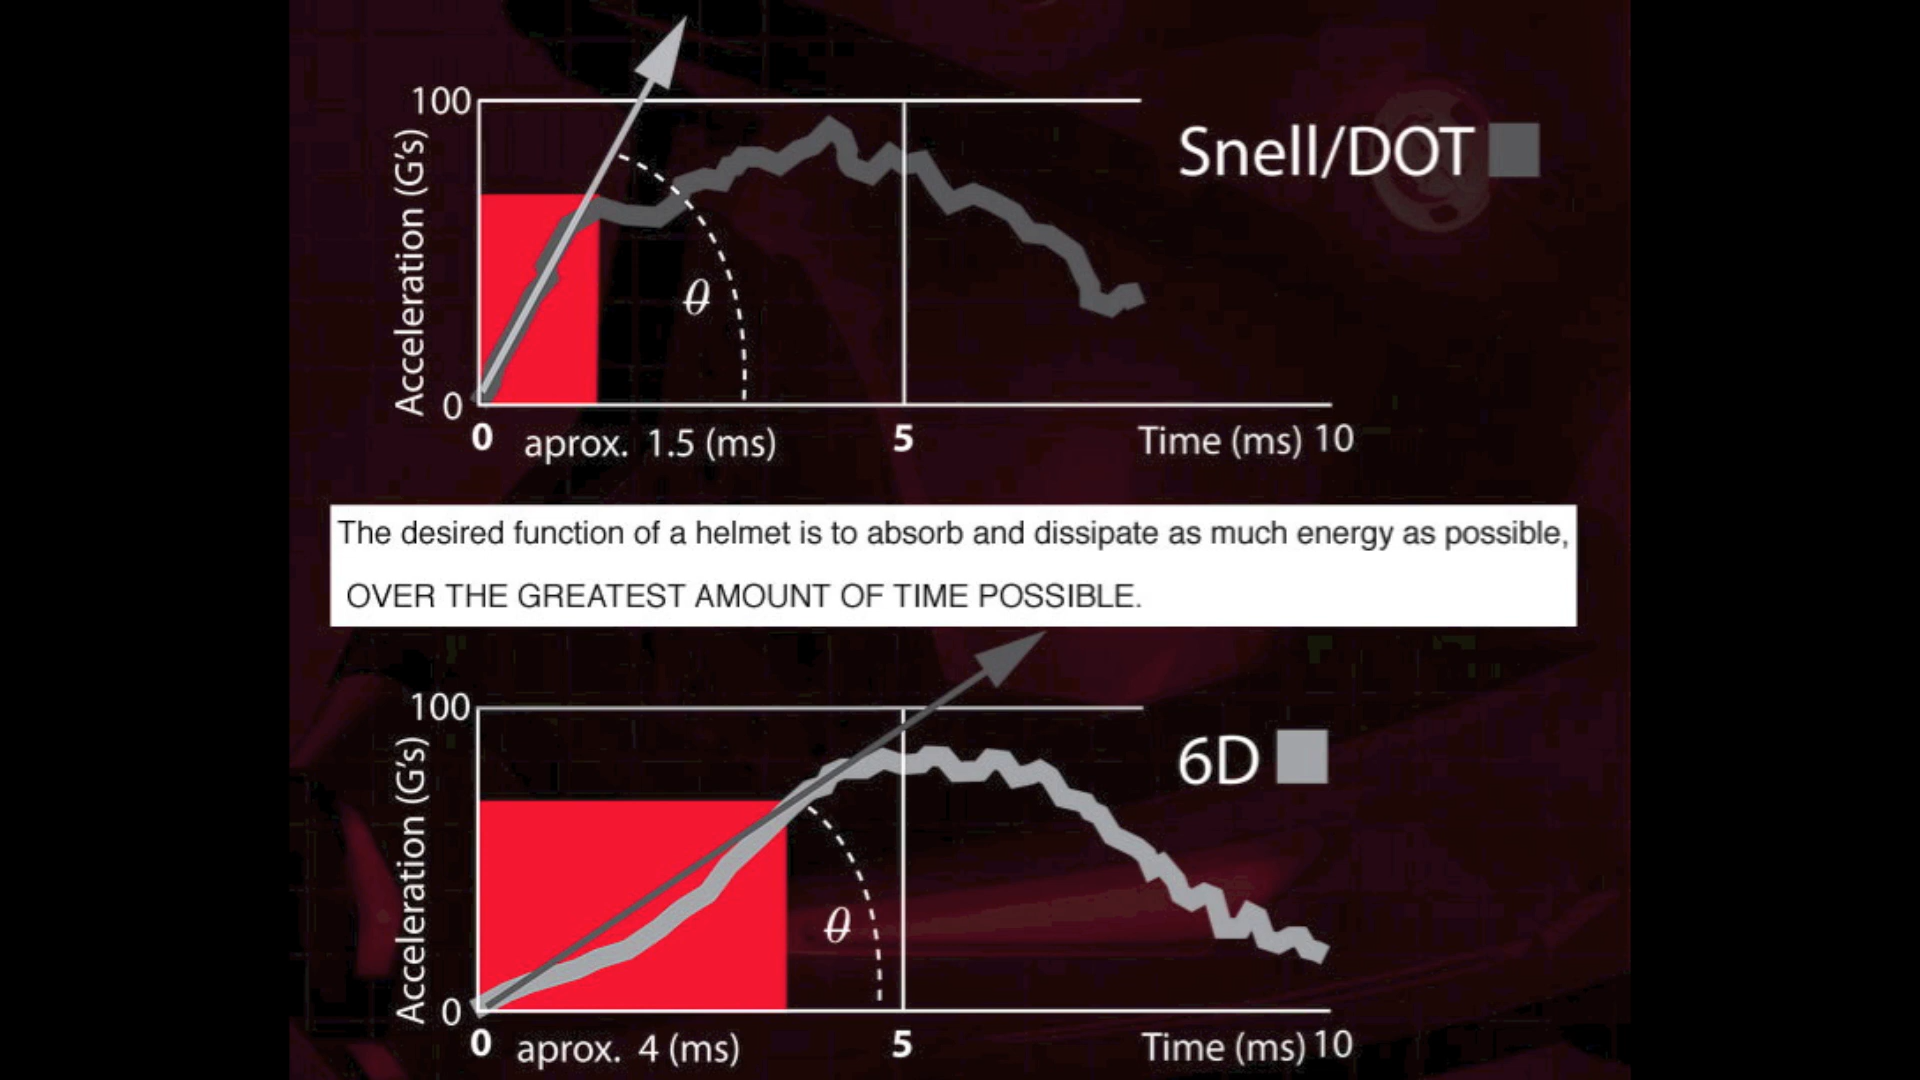 100
Snell/DOT
Acceleration (G's)
θ
0
0 aprox. 1.5 (ms) 5 Time (ms) 10
The desired function of a helmet is to absorb and dissipate as much energy as possible,
OVER THE GREATEST AMOUNT OF TIME POSSIBLE.
100
6D
Acceleration (G's)
θ
0
0 aprox. 4 (ms) 5 Time (ms) 10